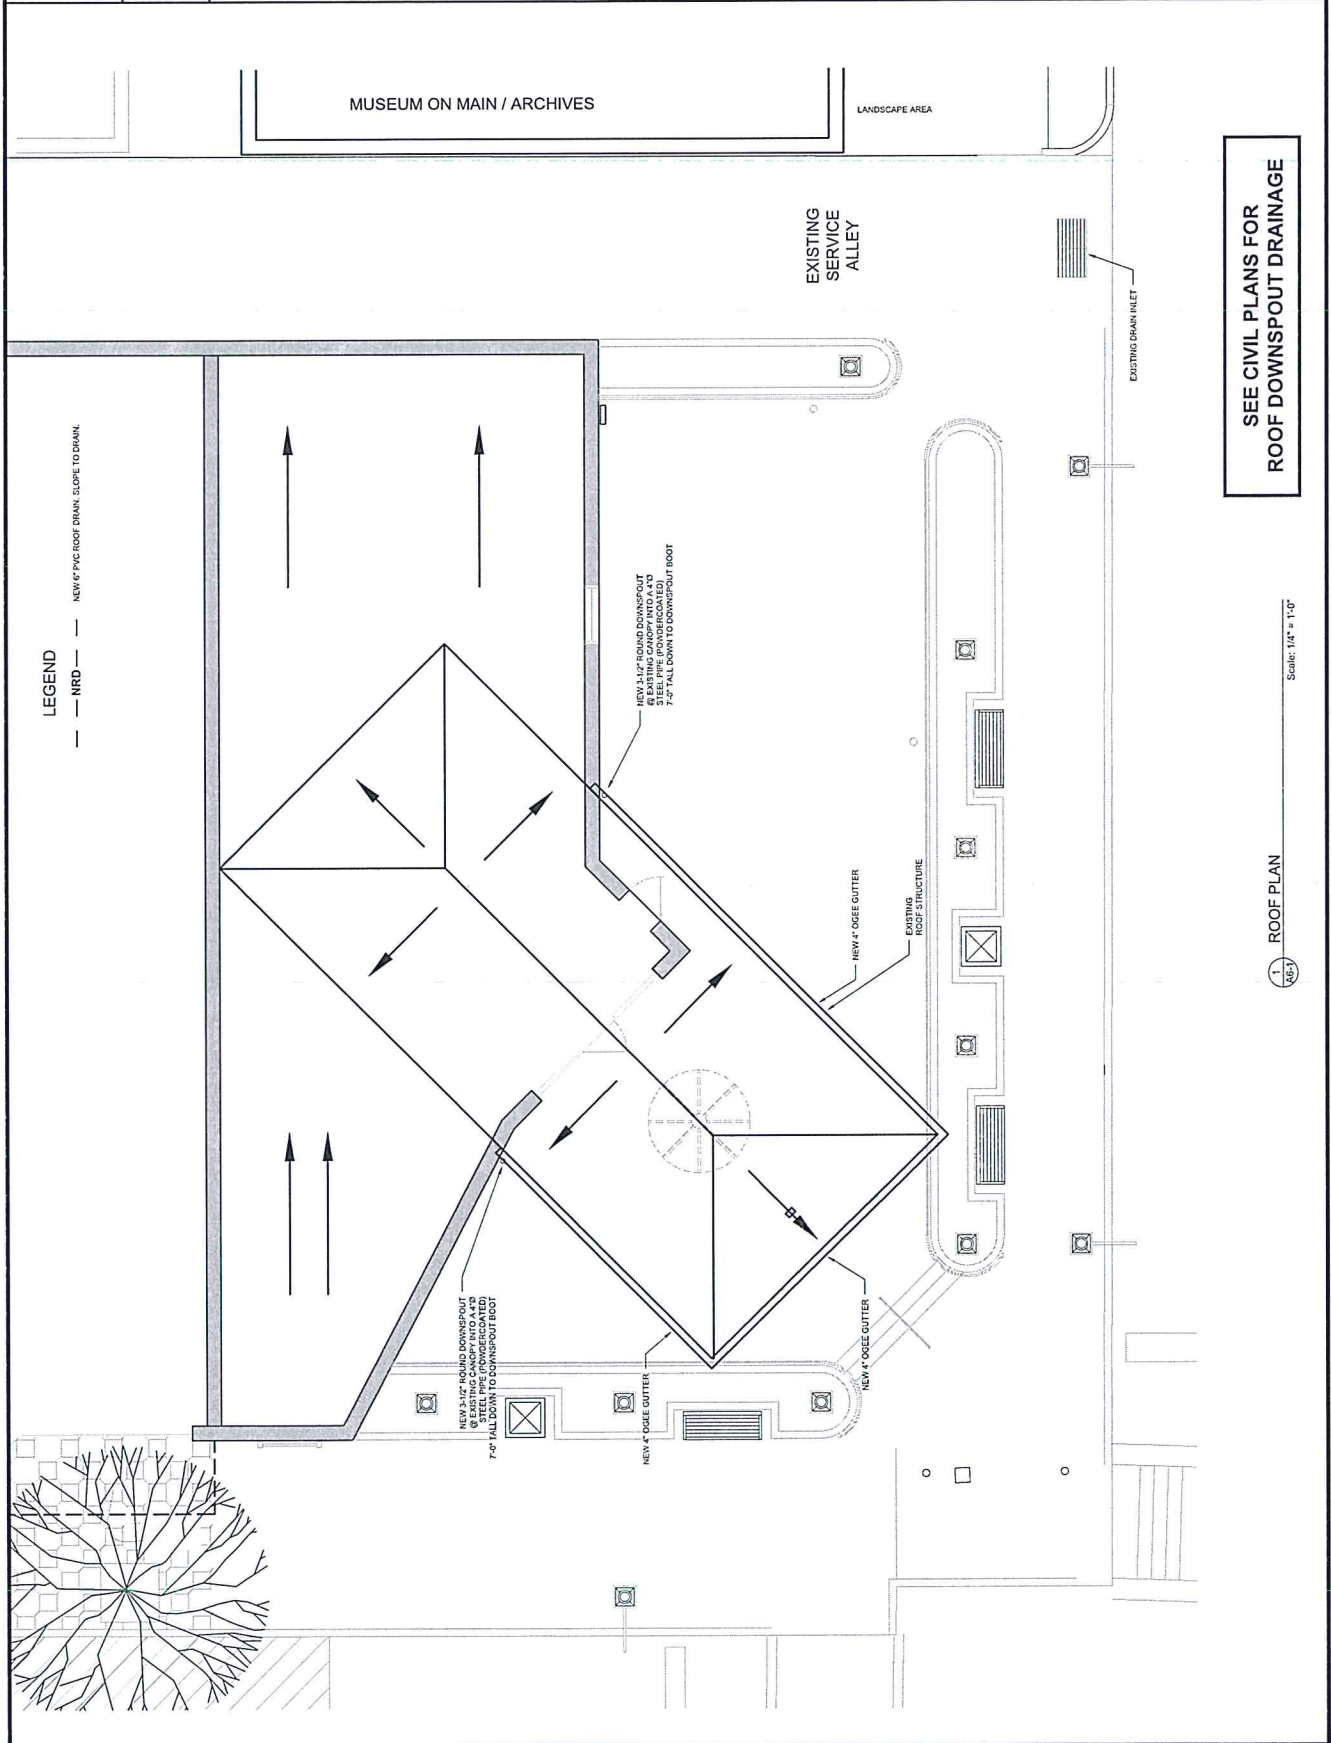 MUSEUM ON MAIN / ARCHIVES
LANDSCAPE AREA
EXISTING
SERVICE
ALLEY
EXISTING DRAIN INLET
SEE CIVIL PLANS FOR
ROOF DOWNSPOUT DRAINAGE
LEGEND
NRD
NEW 6" PVC ROOF DRAIN. SLOPE TO DRAIN.
NEW 3-1/2" ROUND DOWNSPOUT
@ EXISTING CANOPY INTO A 4"Ø
STEEL PIPE (POWDERCOATED)
7'-0" TALL DOWN TO DOWNSPOUT BOOT
NEW 4" OGEE GUTTER
EXISTING
ROOF STRUCTURE
NEW 3-1/2" ROUND DOWNSPOUT
@ EXISTING CANOPY INTO A 4"Ø
STEEL PIPE (POWDERCOATED)
7'-0" TALL DOWN TO DOWNSPOUT BOOT
NEW 4" OGEE GUTTER
NEW 4" OGEE GUTTER
1
A6-1
ROOF PLAN
Scale: 1/4" = 1'-0"